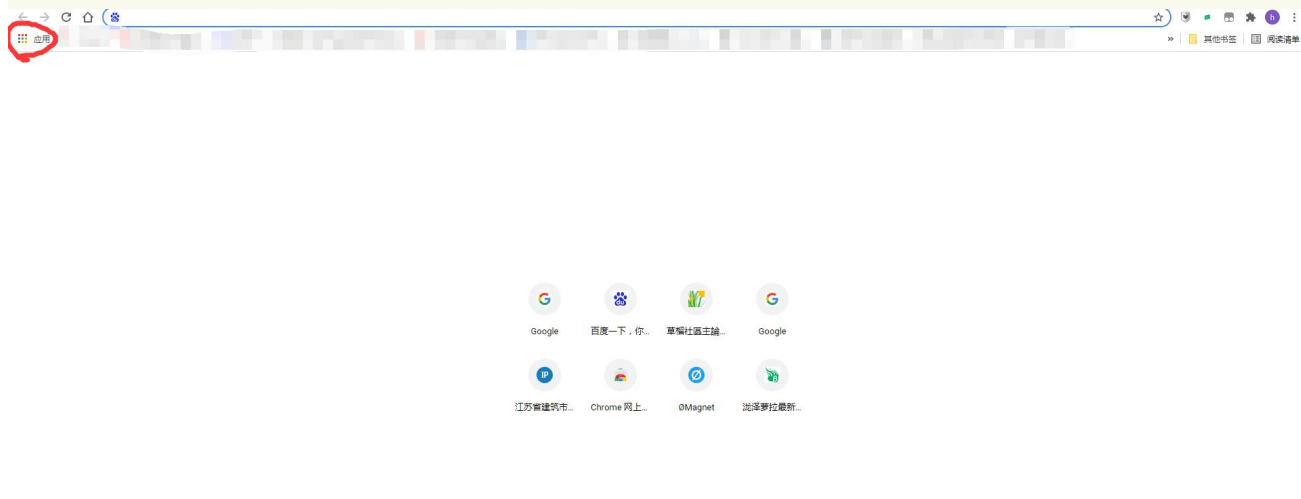 应用
» 其他书签 阅读清单
h
G du G
Google 百度一下，你... 草榴社區主論... Google
JP Ø
江苏省建筑市... Chrome 网上... ØMagnet 泷泽萝拉最新...